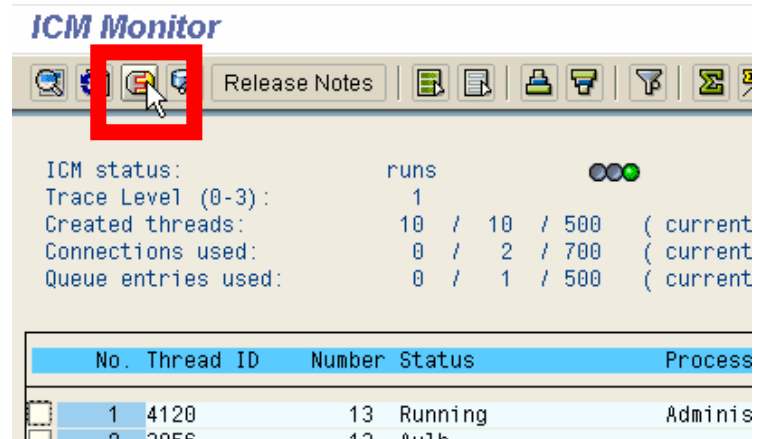 ICM Monitor
Release Notes
ICM status: runs
Trace Level (0-3): 1
Created threads: 10 / 10 / 500 ( current
Connections used: 0 / 2 / 700 ( current
Queue entries used: 0 / 1 / 500 ( current
No. Thread ID Number Status Process
1 4120 13 Running Adminis